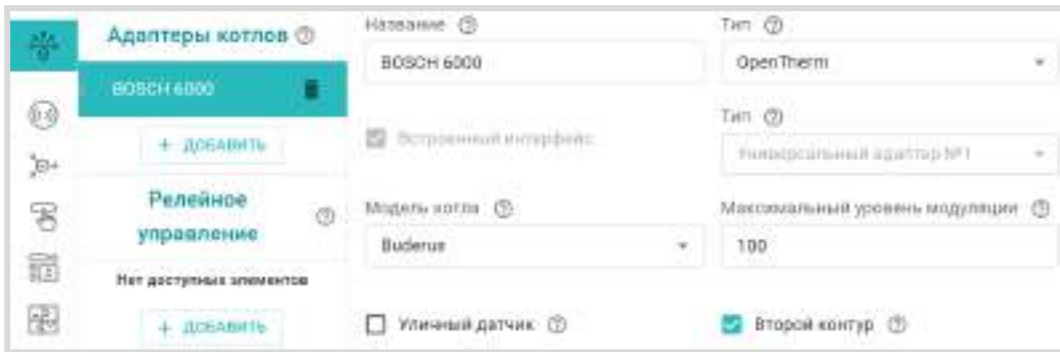 Адаптеры котлов
BOSCH 6000
+ ДОБАВИТЬ
Релейное
управление
Нет доступных элементов
+ ДОБАВИТЬ
Название
BOSCH 6000
Тип
OpenTherm
Встроенный интерфейс
Тип
Универсальный адаптер №1
Модель котла
Buderus
Максимальный уровень модуляции
100
Уличный датчик
Второй контур